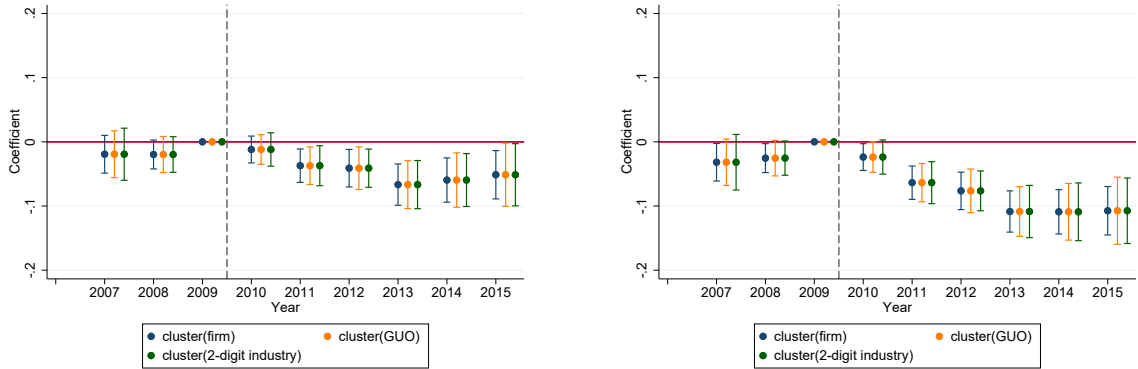 .2
.1
0
-.1
-.2
Coefficient
2007 2008 2009 2010 2011 2012 2013 2014 2015
Year
cluster(firm) cluster(GUO)
cluster(2-digit industry)
.2
.1
0
-.1
-.2
Coefficient
2007 2008 2009 2010 2011 2012 2013 2014 2015
Year
cluster(firm) cluster(GUO)
cluster(2-digit industry)